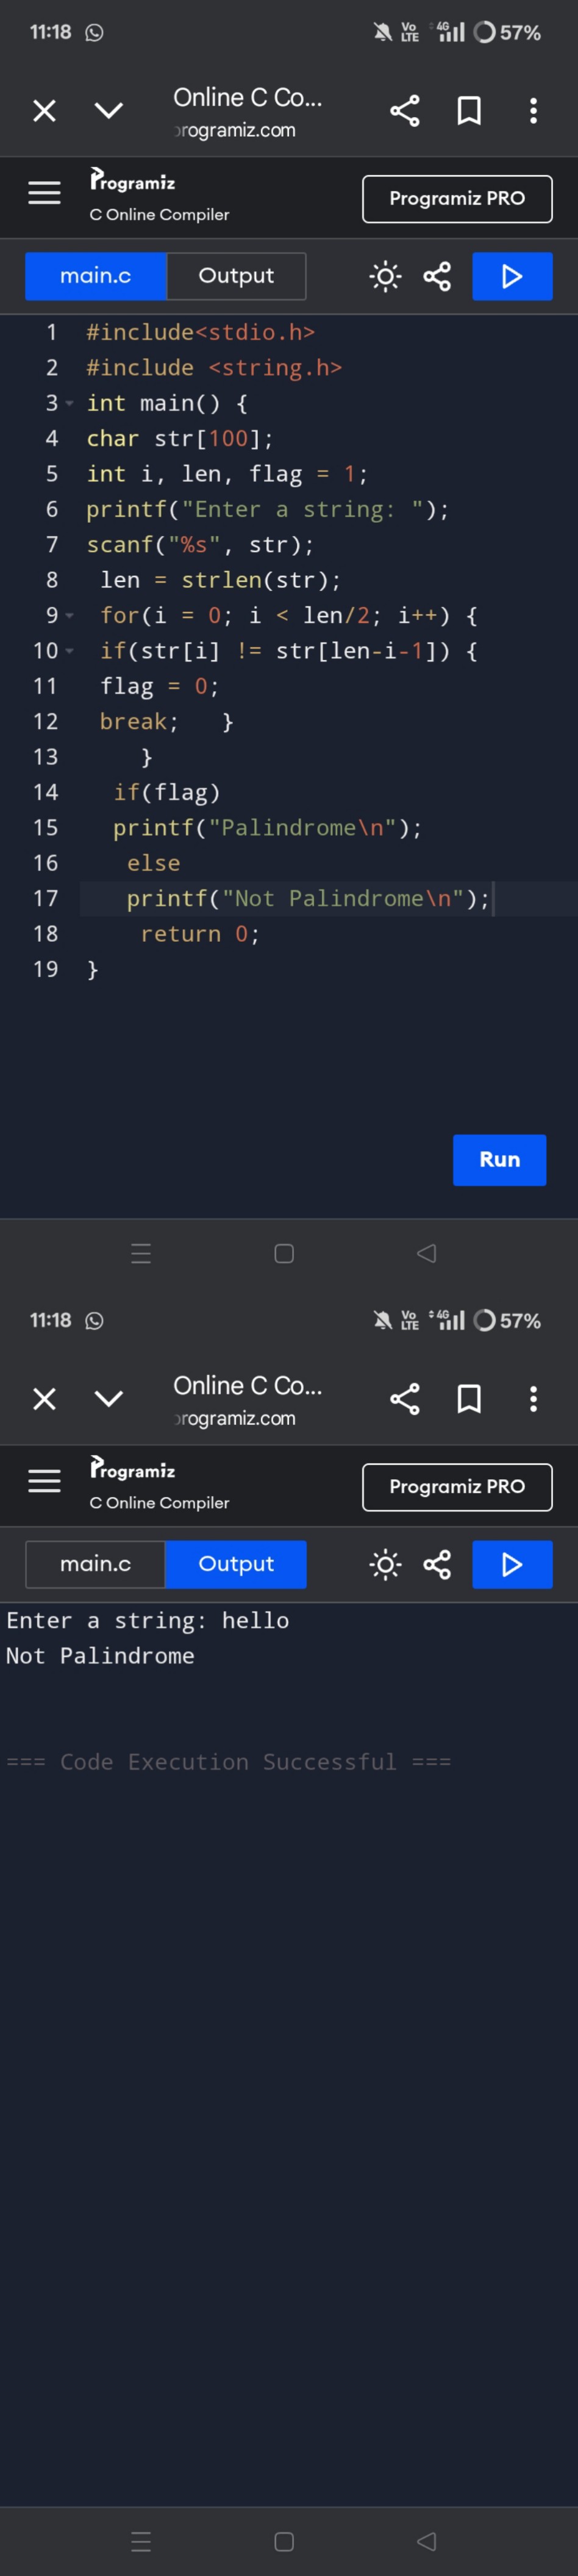 11:18 Vo LTE 4G 57%
Online C Co...
rogramiz.com
Programiz
C Online Compiler
Programiz PRO
main.c Output
1 #include<stdio.h>
2 #include <string.h>
3 int main() {
4 char str[100];
5 int i, len, flag = 1;
6 printf("Enter a string: ");
7 scanf("%s", str);
8  len = strlen(str);
9  for(i = 0; i < len/2; i++) {
10  if(str[i] != str[len-i-1]) {
11  flag = 0;
12  break;   }
13     }
14   if(flag)
15   printf("Palindrome\n");
16    else
17    printf("Not Palindrome\n");
18     return 0;
19 }
Run
11:18 Vo LTE 4G 57%
Online C Co...
rogramiz.com
Programiz
C Online Compiler
Programiz PRO
main.c Output
Enter a string: hello
Not Palindrome
=== Code Execution Successful ===